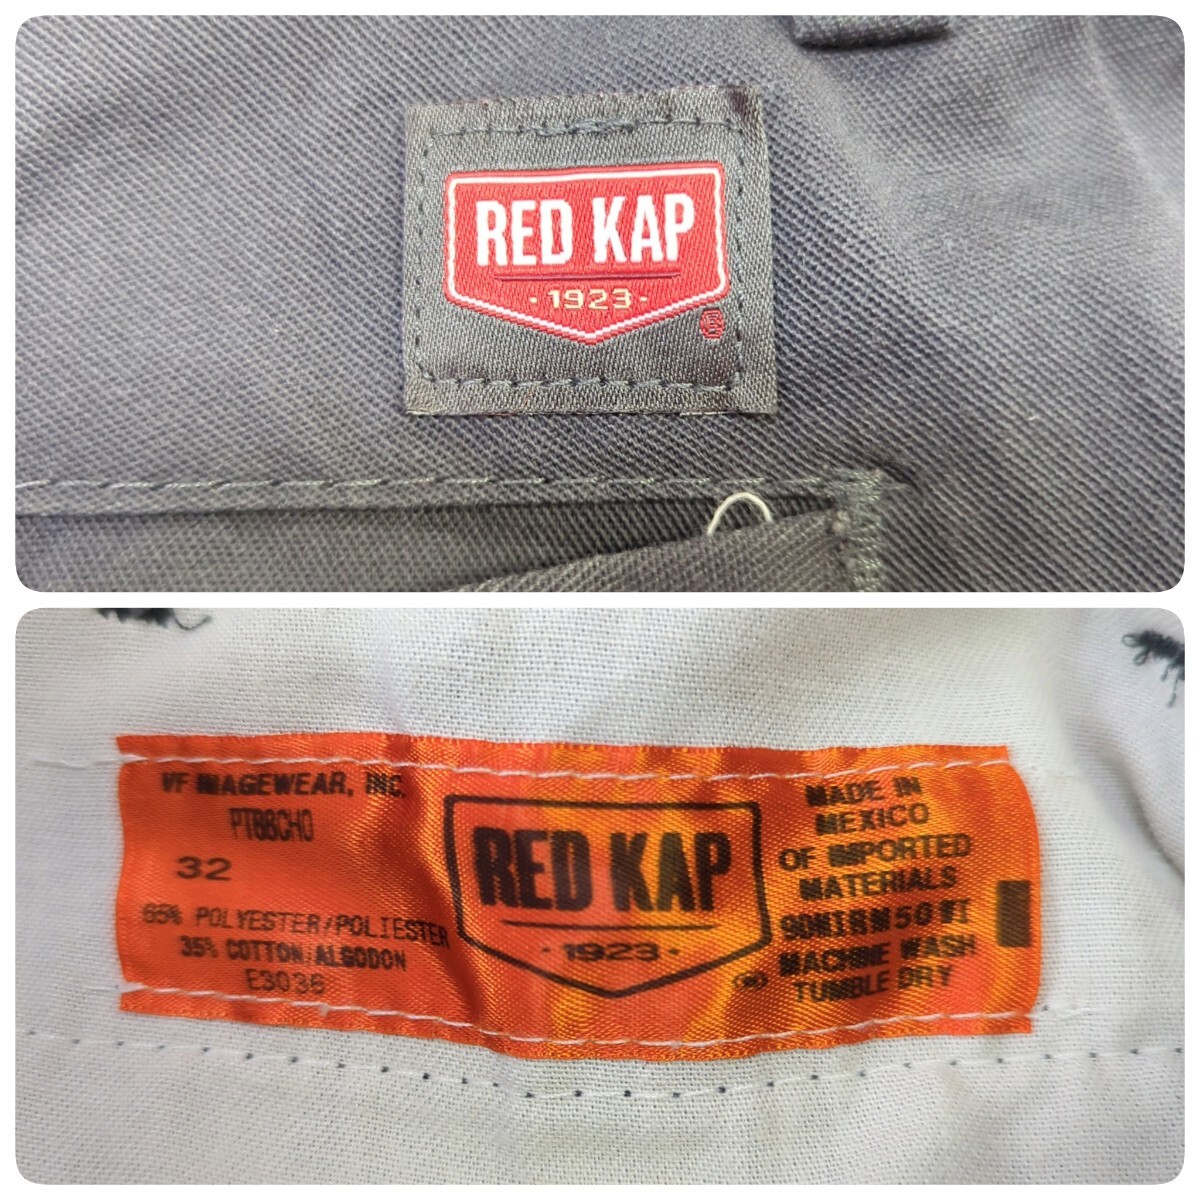 RED KAP
·1923·
®
VF IMAGEWEAR, INC.
PT88CHO
32
65% POLYESTER/POLIESTER
35% COTTON/ALGODON
E3036
RED KAP
·1923·
®
MADE IN
MEXICO
OF IMPORTED
MATERIALS
MACHINE WASH
TUMBLE DRY